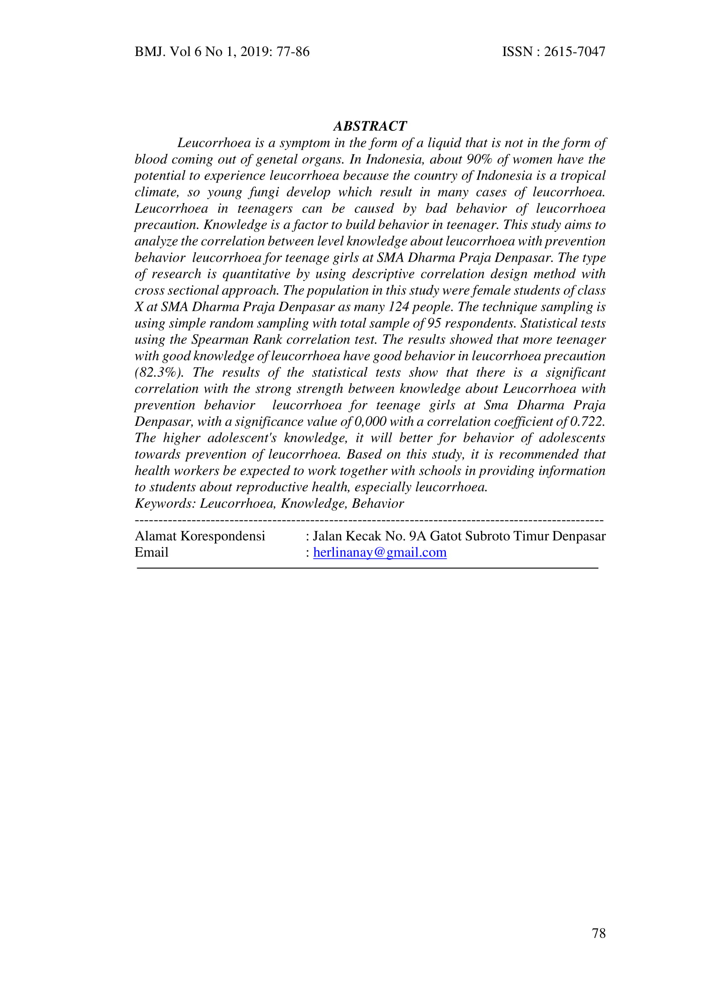 BMJ. Vol 6 No 1, 2019: 77-86 ISSN : 2615-7047
ABSTRACT
Leucorrhoea is a symptom in the form of a liquid that is not in the form of
blood coming out of genetal organs. In Indonesia, about 90% of women have the
potential to experience leucorrhoea because the country of Indonesia is a tropical
climate, so young fungi develop which result in many cases of leucorrhoea.
Leucorrhoea in teenagers can be caused by bad behavior of leucorrhoea
precaution. Knowledge is a factor to build behavior in teenager. This study aims to
analyze the correlation between level knowledge about leucorrhoea with prevention
behavior leucorrhoea for teenage girls at SMA Dharma Praja Denpasar. The type
of research is quantitative by using descriptive correlation design method with
cross sectional approach. The population in this study were female students of class
X at SMA Dharma Praja Denpasar as many 124 people. The technique sampling is
using simple random sampling with total sample of 95 respondents. Statistical tests
using the Spearman Rank correlation test. The results showed that more teenager
with good knowledge of leucorrhoea have good behavior in leucorrhoea precaution
(82.3%). The results of the statistical tests show that there is a significant
correlation with the strong strength between knowledge about Leucorrhoea with
prevention behavior leucorrhoea for teenage girls at Sma Dharma Praja
Denpasar, with a significance value of 0,000 with a correlation coefficient of 0.722.
The higher adolescent's knowledge, it will better for behavior of adolescents
towards prevention of leucorrhoea. Based on this study, it is recommended that
health workers be expected to work together with schools in providing information
to students about reproductive health, especially leucorrhoea.
Keywords: Leucorrhoea, Knowledge, Behavior
---------------------------------------------------------------------------------------------------
Alamat Korespondensi : Jalan Kecak No. 9A Gatot Subroto Timur Denpasar
Email : herlinanay@gmail.com
78